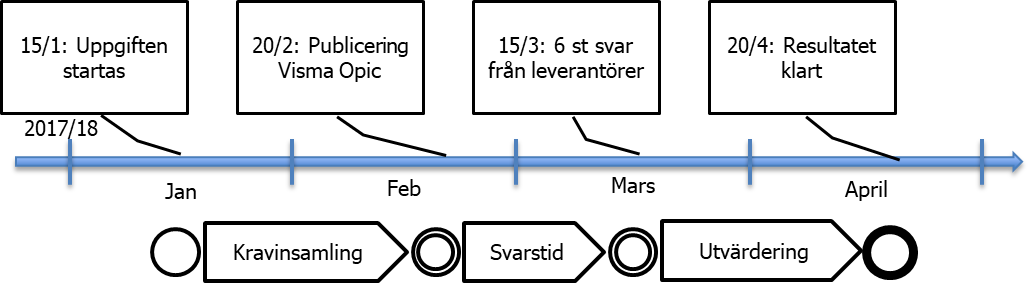 15/1: Uppgiften
startas
20/2: Publicering
Visma Opic
15/3: 6 st svar
från leverantörer
20/4: Resultatet
klart
2017/18
Jan
Feb
Mars
April
Kravinsamling
Svarstid
Utvärdering